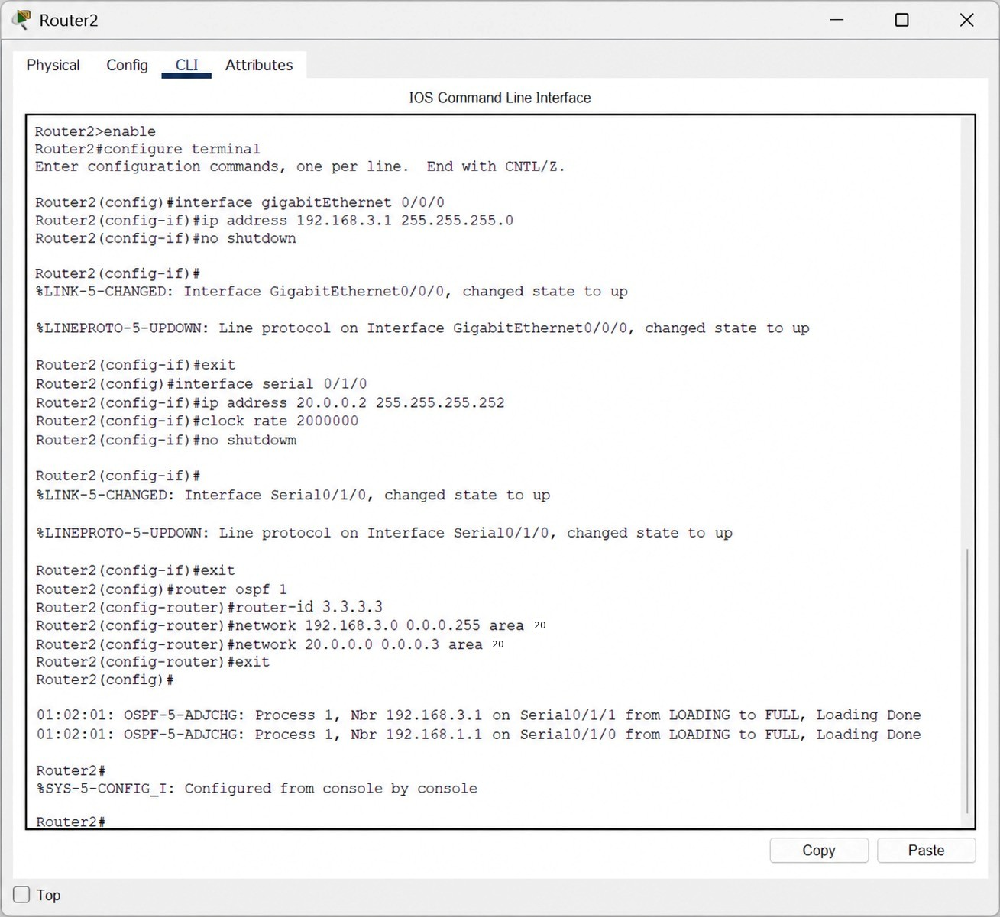 Router2
Physical Config CLI Attributes
IOS Command Line Interface
Router2>enable
Router2#configure terminal
Enter configuration commands, one per line.  End with CNTL/Z.
Router2(config)#interface gigabitEthernet 0/0/0
Router2(config-if)#ip address 192.168.3.1 255.255.255.0
Router2(config-if)#no shutdown
Router2(config-if)#
%LINK-5-CHANGED: Interface GigabitEthernet0/0/0, changed state to up
%LINEPROTO-5-UPDOWN: Line protocol on Interface GigabitEthernet0/0/0, changed state to up
Router2(config-if)#exit
Router2(config)#interface serial 0/1/0
Router2(config-if)#ip address 20.0.0.2 255.255.255.252
Router2(config-if)#clock rate 2000000
Router2(config-if)#no shutdowm
Router2(config-if)#
%LINK-5-CHANGED: Interface Serial0/1/0, changed state to up
%LINEPROTO-5-UPDOWN: Line protocol on Interface Serial0/1/0, changed state to up
Router2(config-if)#exit
Router2(config)#router ospf 1
Router2(config-router)#router-id 3.3.3.3
Router2(config-router)#network 192.168.3.0 0.0.0.255 area 20
Router2(config-router)#network 20.0.0.0 0.0.0.3 area 20
Router2(config-router)#exit
Router2(config)#
01:02:01: OSPF-5-ADJCHG: Process 1, Nbr 192.168.3.1 on Serial0/1/1 from LOADING to FULL, Loading Done
01:02:01: OSPF-5-ADJCHG: Process 1, Nbr 192.168.1.1 on Serial0/1/0 from LOADING to FULL, Loading Done
Router2#
%SYS-5-CONFIG_I: Configured from console by console
Router2#
Copy Paste
Top